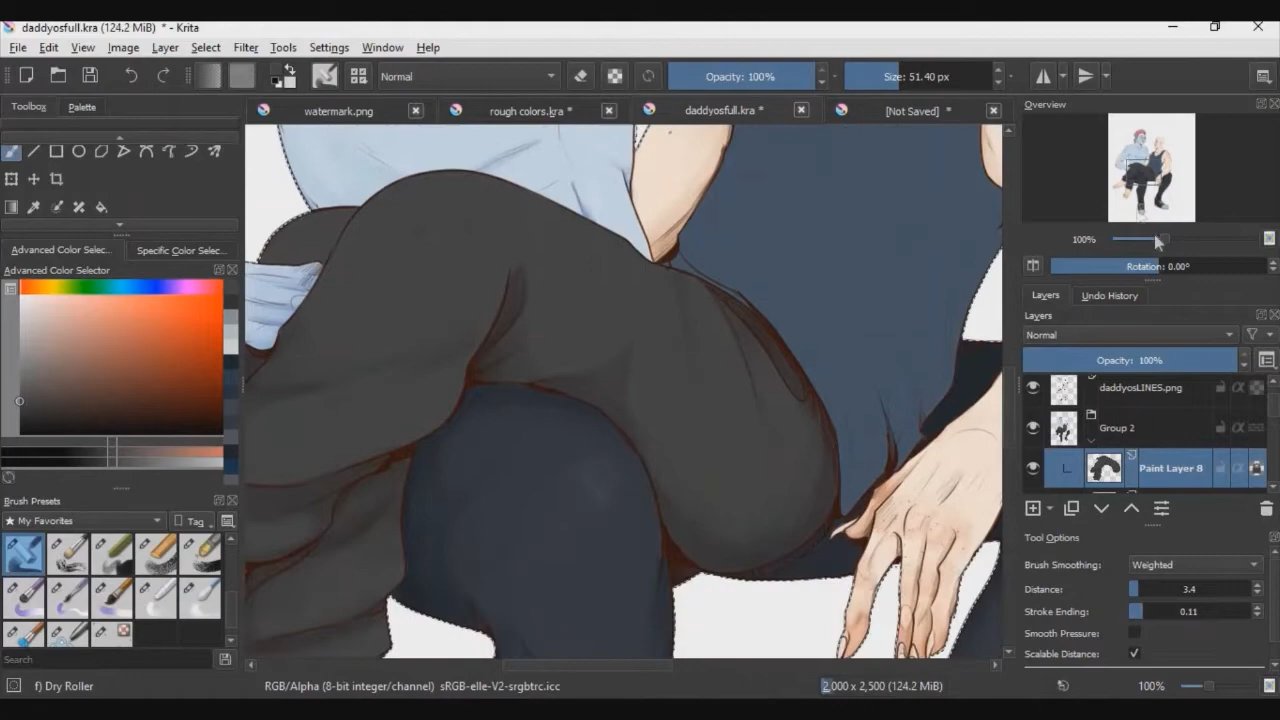 daddyosfull.kra (124.2 MiB) * - Krita
File Edit View Image Layer Select Filter Tools Settings Window Help
Normal Opacity: 100% Size: 51.40 px
Toolbox Palette
watermark.png rough colors.kra * daddyosfull.kra * [Not Saved] *
Overview
100%
Rotation: 0.00°
Advanced Color Selec... Specific Color Selec...
Advanced Color Selector
Layers Undo History
Layers
Normal
Opacity: 100%
daddyosLINES.png
Group 2
Paint Layer 8
Brush Presets
My Favorites Tag
Tool Options
Brush Smoothing: Weighted
Distance: 3.4
Stroke Ending: 0.11
Smooth Pressure:
Scalable Distance:
Search
f) Dry Roller RGB/Alpha (8-bit integer/channel) sRGB-elle-V2-srgbtrc.icc 2,000 x 2,500 (124.2 MiB) 100%